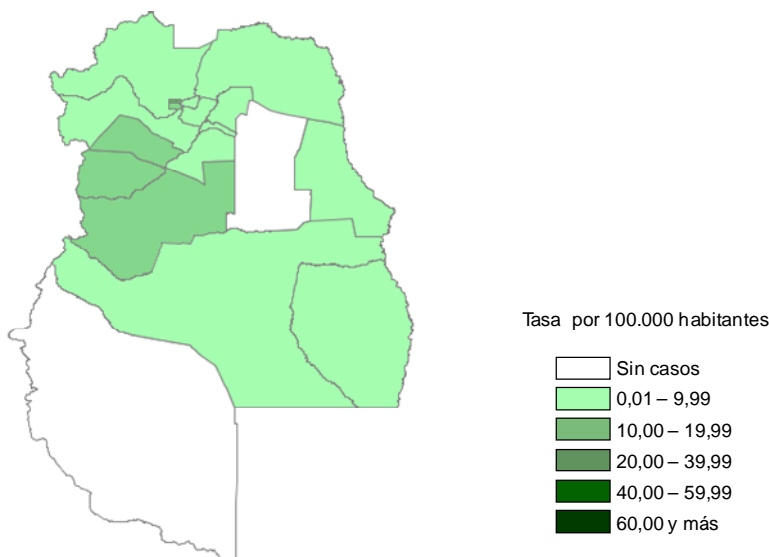 Tasa por 100.000 habitantes
Sin casos
0,01 – 9,99
10,00 – 19,99
20,00 – 39,99
40,00 – 59,99
60,00 y más